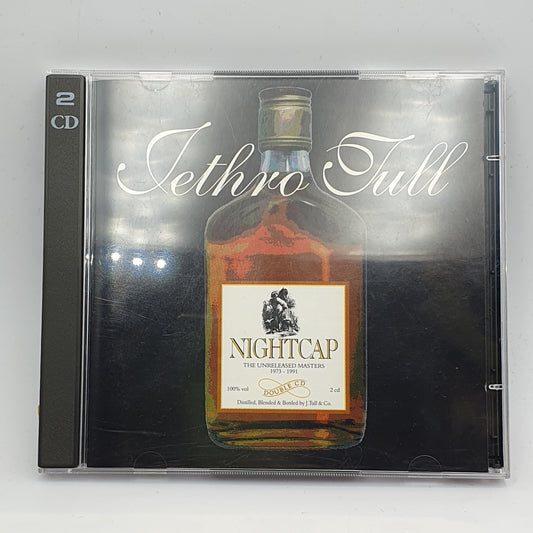 2
CD
Jethro Tull
NIGHTCAP
THE UNRELEASED MASTERS
1973 - 1991
100% vol
2 cd
DOUBLE CD
Distilled, Blended & Bottled by J. Tull & Co.